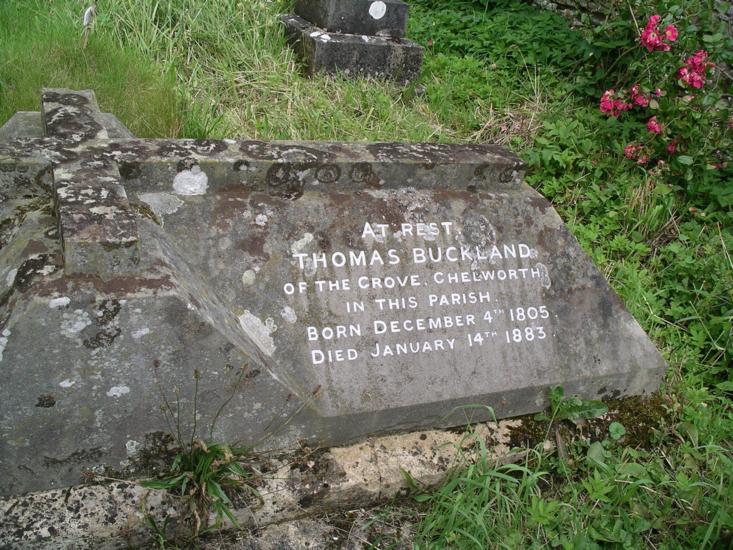 AT REST.
THOMAS BUCKLAND
OF THE GROVE. CHELWORTH
IN THIS PARISH.
BORN DECEMBER 4TH 1805.
DIED JANUARY 14TH 1883.